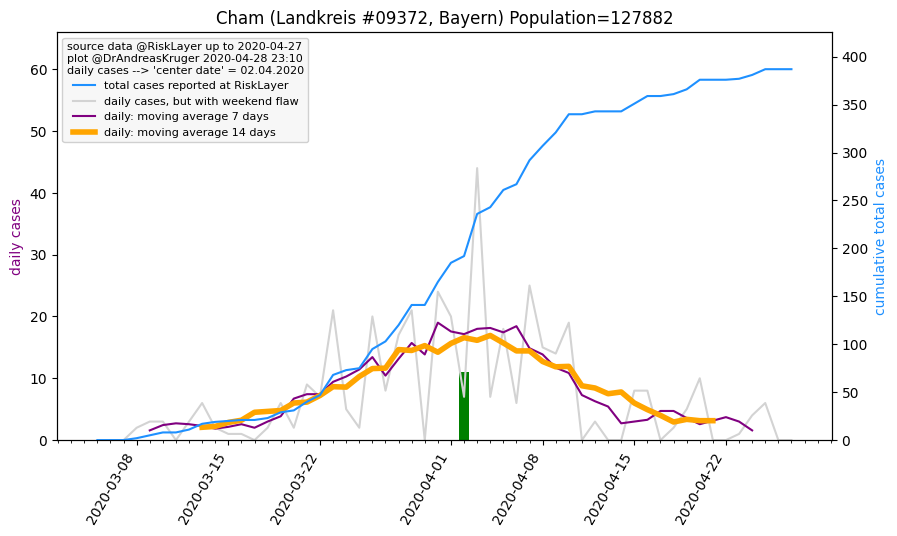 Cham (Landkreis #09372, Bayern) Population=127882
source data @RiskLayer up to 2020-04-27
plot @DrAndreasKruger 2020-04-28 23:10
daily cases --> 'center date' = 02.04.2020
total cases reported at RiskLayer
daily cases, but with weekend flaw
daily: moving average 7 days
daily: moving average 14 days
daily cases
60
50
40
30
20
10
0
400
350
300
250
200
150
100
50
0
cumulative total cases
2020-03-08
2020-03-15
2020-03-22
2020-04-01
2020-04-08
2020-04-15
2020-04-22